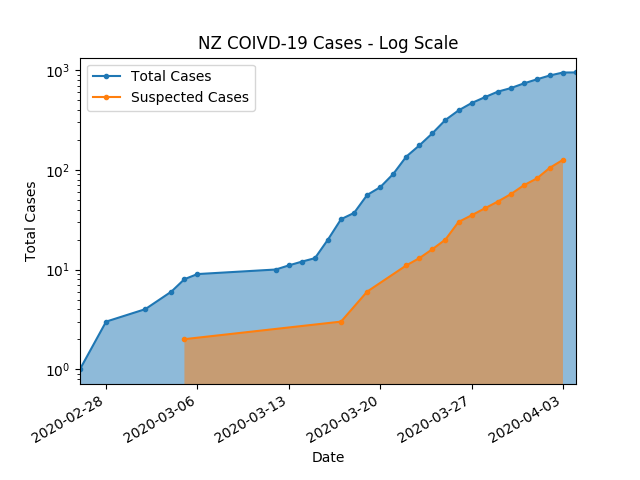 NZ COIVD-19 Cases - Log Scale
Total Cases
Suspected Cases
Total Cases
10³
10²
10¹
10⁰
2020-02-28
2020-03-06
2020-03-13
2020-03-20
2020-03-27
2020-04-03
Date